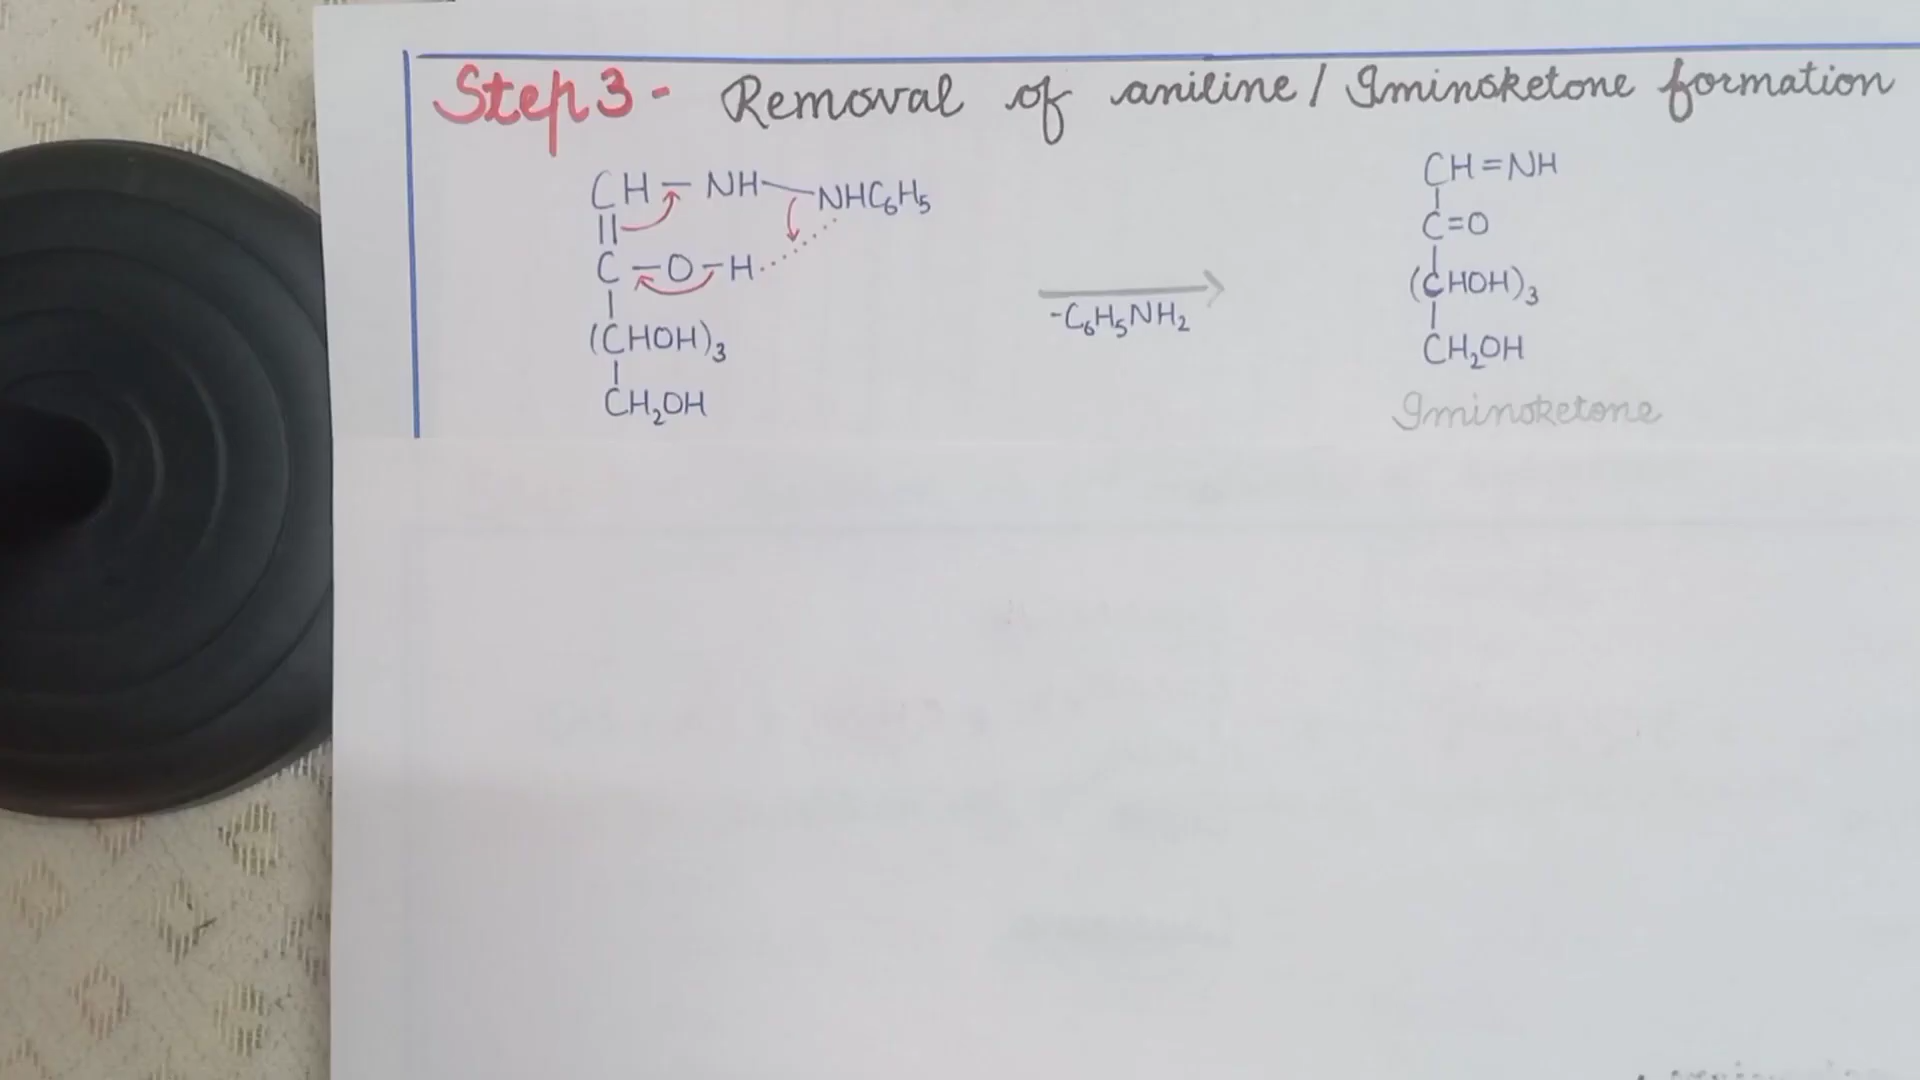 Step 3 - Removal of aniline / Iminoketone formation
CH - NH - NHC6H5
||
C - O - H
|
(CHOH)3
|
CH2OH
-C6H5NH2
CH=NH
|
C=O
|
(CHOH)3
|
CH2OH
Iminoketone